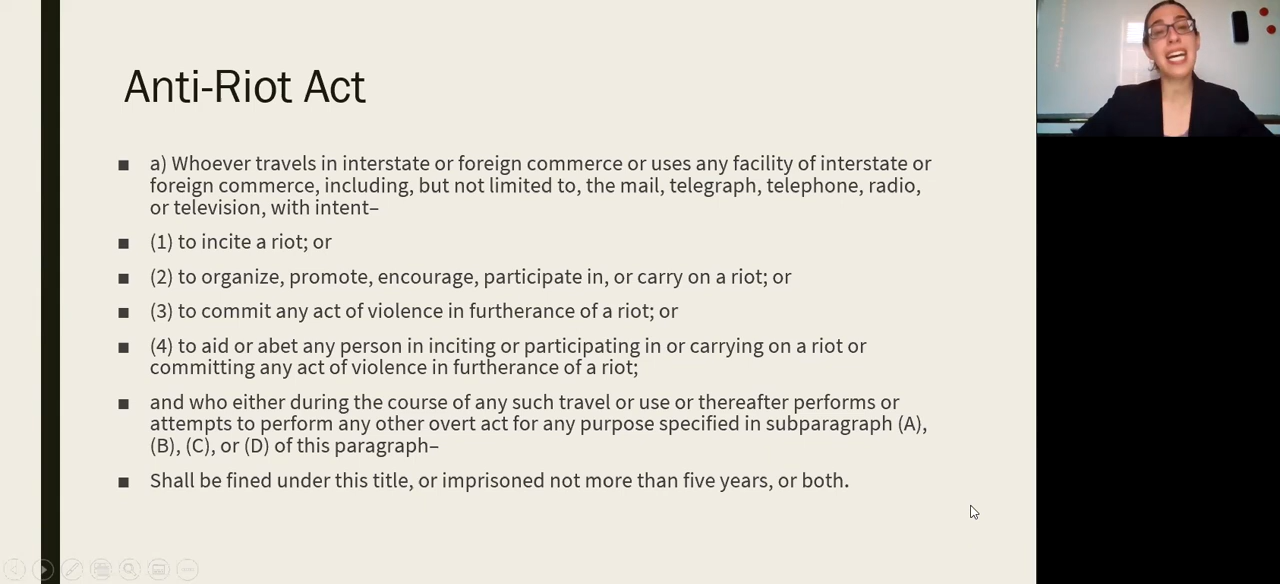 Anti-Riot Act
■ a) Whoever travels in interstate or foreign commerce or uses any facility of interstate or
foreign commerce, including, but not limited to, the mail, telegraph, telephone, radio,
or television, with intent–
■ (1) to incite a riot; or
■ (2) to organize, promote, encourage, participate in, or carry on a riot; or
■ (3) to commit any act of violence in furtherance of a riot; or
■ (4) to aid or abet any person in inciting or participating in or carrying on a riot or
committing any act of violence in furtherance of a riot;
■ and who either during the course of any such travel or use or thereafter performs or
attempts to perform any other overt act for any purpose specified in subparagraph (A),
(B), (C), or (D) of this paragraph–
■ Shall be fined under this title, or imprisoned not more than five years, or both.